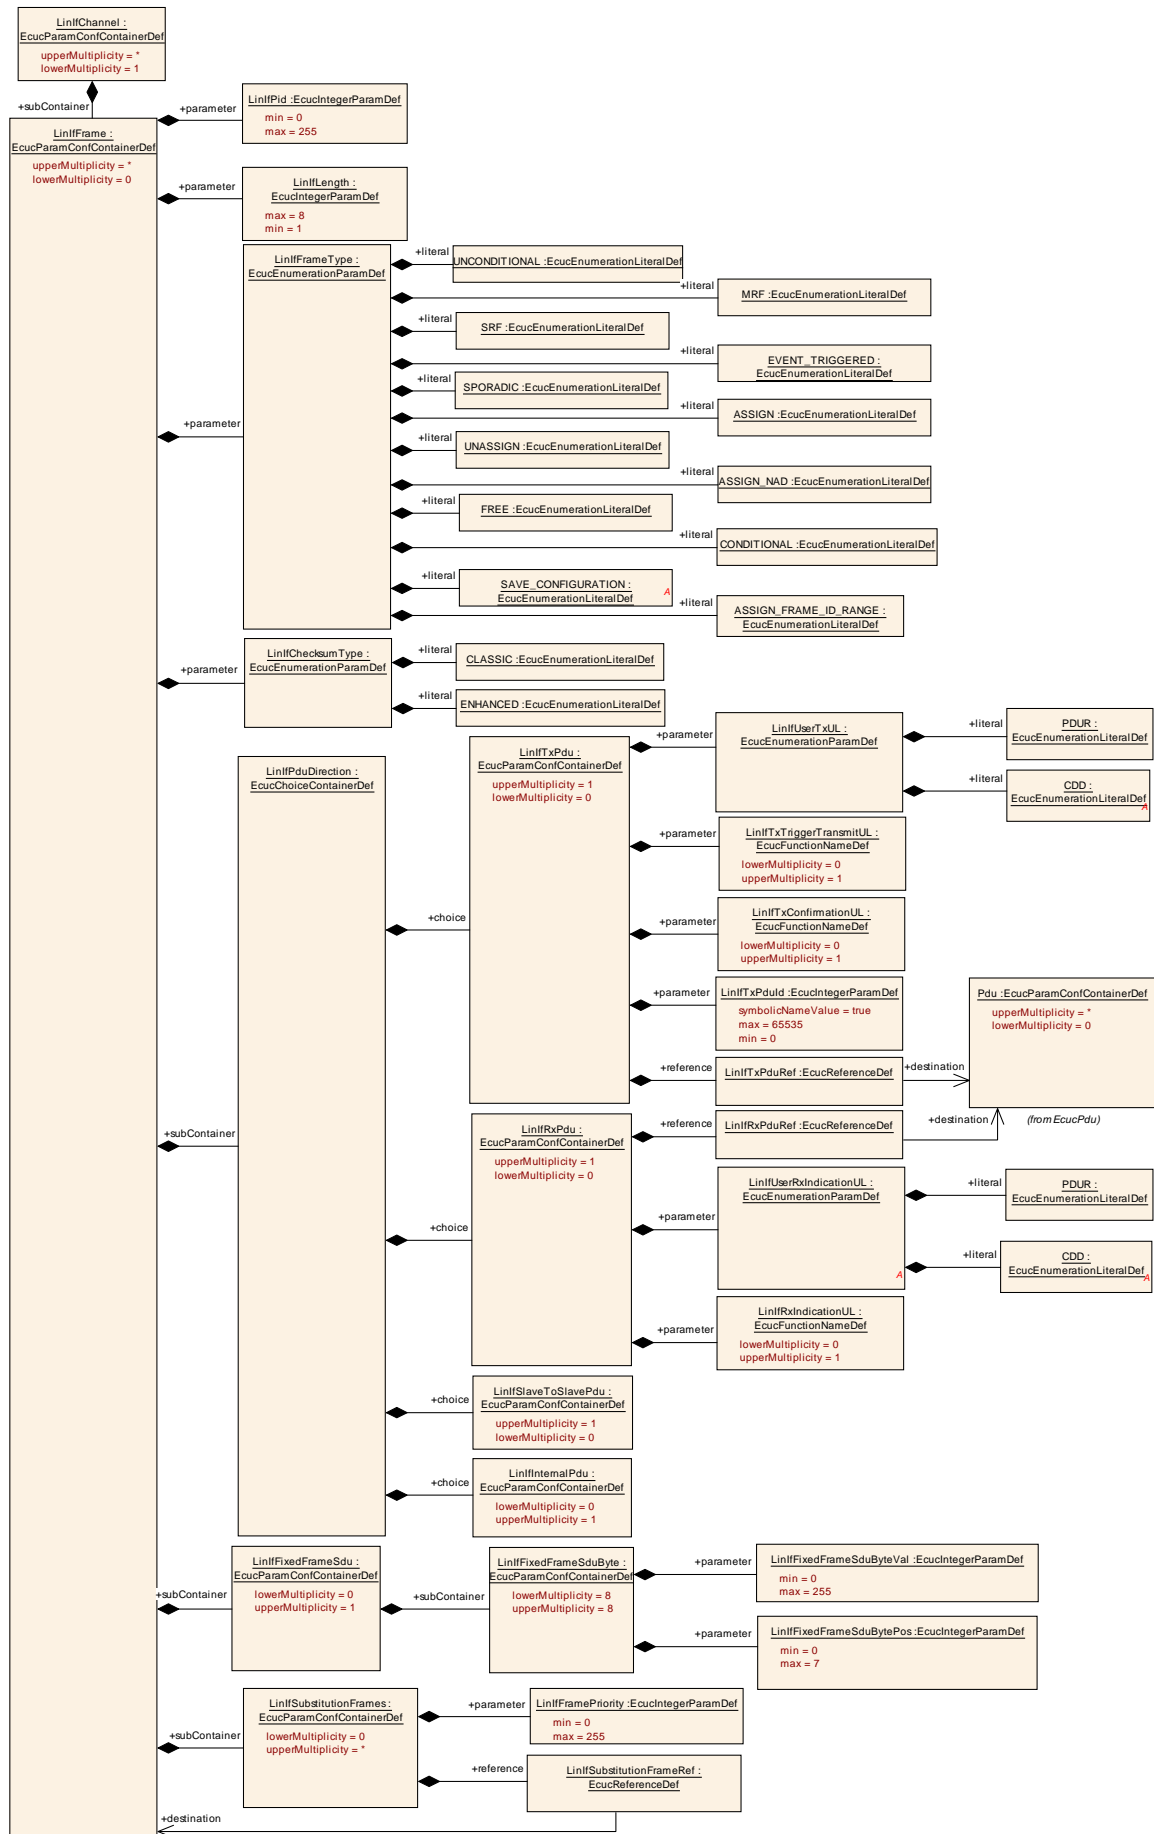 LinIfChannel :
EcucParamConfContainerDef
upperMultiplicity = *
lowerMultiplicity = 1
+subContainer
LinIfFrame :
EcucParamConfContainerDef
upperMultiplicity = *
lowerMultiplicity = 0
+parameter
LinIfPid :EcucIntegerParamDef
min = 0
max = 255
+parameter
LinIfLength :
EcucIntegerParamDef
max = 8
min = 1
+parameter
LinIfFrameType :
EcucEnumerationParamDef
+literal
UNCONDITIONAL :EcucEnumerationLiteralDef
+literal
MRF :EcucEnumerationLiteralDef
+literal
SRF :EcucEnumerationLiteralDef
+literal
EVENT_TRIGGERED :
EcucEnumerationLiteralDef
+literal
SPORADIC :EcucEnumerationLiteralDef
+literal
ASSIGN :EcucEnumerationLiteralDef
+literal
UNASSIGN :EcucEnumerationLiteralDef
+literal
ASSIGN_NAD :EcucEnumerationLiteralDef
+literal
FREE :EcucEnumerationLiteralDef
+literal
CONDITIONAL :EcucEnumerationLiteralDef
+literal
SAVE_CONFIGURATION :
EcucEnumerationLiteralDef
A
+literal
ASSIGN_FRAME_ID_RANGE :
EcucEnumerationLiteralDef
+parameter
LinIfChecksumType :
EcucEnumerationParamDef
+literal
CLASSIC :EcucEnumerationLiteralDef
+literal
ENHANCED :EcucEnumerationLiteralDef
+subContainer
LinIfPduDirection :
EcucChoiceContainerDef
+choice
LinIfTxPdu :
EcucParamConfContainerDef
upperMultiplicity = 1
lowerMultiplicity = 0
+parameter
LinIfUserTxUL :
EcucEnumerationParamDef
+literal
PDUR :
EcucEnumerationLiteralDef
+literal
CDD :
EcucEnumerationLiteralDef
A
+parameter
LinIfTxTriggerTransmitUL :
EcucFunctionNameDef
lowerMultiplicity = 0
upperMultiplicity = 1
+parameter
LinIfTxConfirmationUL :
EcucFunctionNameDef
lowerMultiplicity = 0
upperMultiplicity = 1
+parameter
LinIfTxPduId :EcucIntegerParamDef
symbolicNameValue = true
max = 65535
min = 0
+reference
LinIfTxPduRef :EcucReferenceDef
+destination
Pdu :EcucParamConfContainerDef
upperMultiplicity = *
lowerMultiplicity = 0
(from EcucPdu)
+choice
LinIfRxPdu :
EcucParamConfContainerDef
upperMultiplicity = 1
lowerMultiplicity = 0
+reference
LinIfRxPduRef :EcucReferenceDef
+destination
+parameter
LinIfUserRxIndicationUL :
EcucEnumerationParamDef
A
+literal
PDUR :
EcucEnumerationLiteralDef
+literal
CDD :
EcucEnumerationLiteralDef
A
+parameter
LinIfRxIndicationUL :
EcucFunctionNameDef
lowerMultiplicity = 0
upperMultiplicity = 1
+choice
LinIfSlaveToSlavePdu :
EcucParamConfContainerDef
upperMultiplicity = 1
lowerMultiplicity = 0
+choice
LinIfInternalPdu :
EcucParamConfContainerDef
lowerMultiplicity = 0
upperMultiplicity = 1
+subContainer
LinIfFixedFrameSdu :
EcucParamConfContainerDef
lowerMultiplicity = 0
upperMultiplicity = 1
+subContainer
LinIfFixedFrameSduByte :
EcucParamConfContainerDef
lowerMultiplicity = 8
upperMultiplicity = 8
+parameter
LinIfFixedFrameSduByteVal :EcucIntegerParamDef
min = 0
max = 255
+parameter
LinIfFixedFrameSduBytePos :EcucIntegerParamDef
min = 0
max = 7
+subContainer
LinIfSubstitutionFrames :
EcucParamConfContainerDef
lowerMultiplicity = 0
upperMultiplicity = *
+parameter
LinIfFramePriority :EcucIntegerParamDef
min = 0
max = 255
+reference
LinIfSubstitutionFrameRef :
EcucReferenceDef
+destination